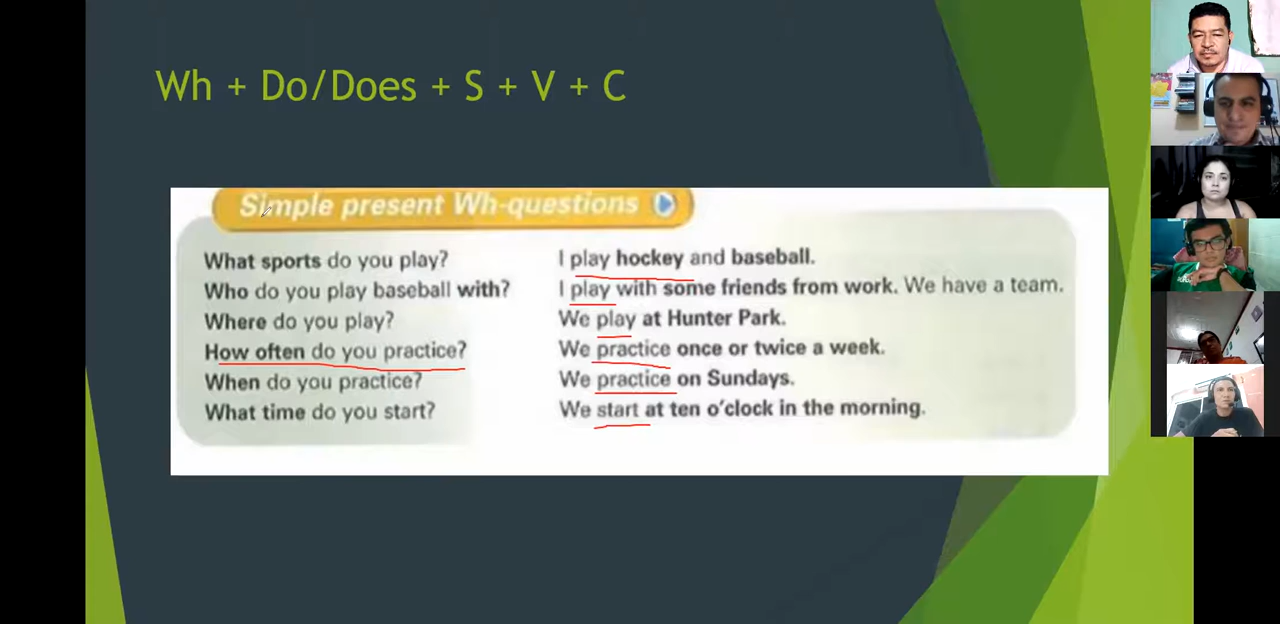 Wh + Do/Does + S + V + C
Simple present Wh-questions
What sports do you play? I play hockey and baseball.
Who do you play baseball with? I play with some friends from work. We have a team.
Where do you play? We play at Hunter Park.
How often do you practice? We practice once or twice a week.
When do you practice? We practice on Sundays.
What time do you start? We start at ten o'clock in the morning.